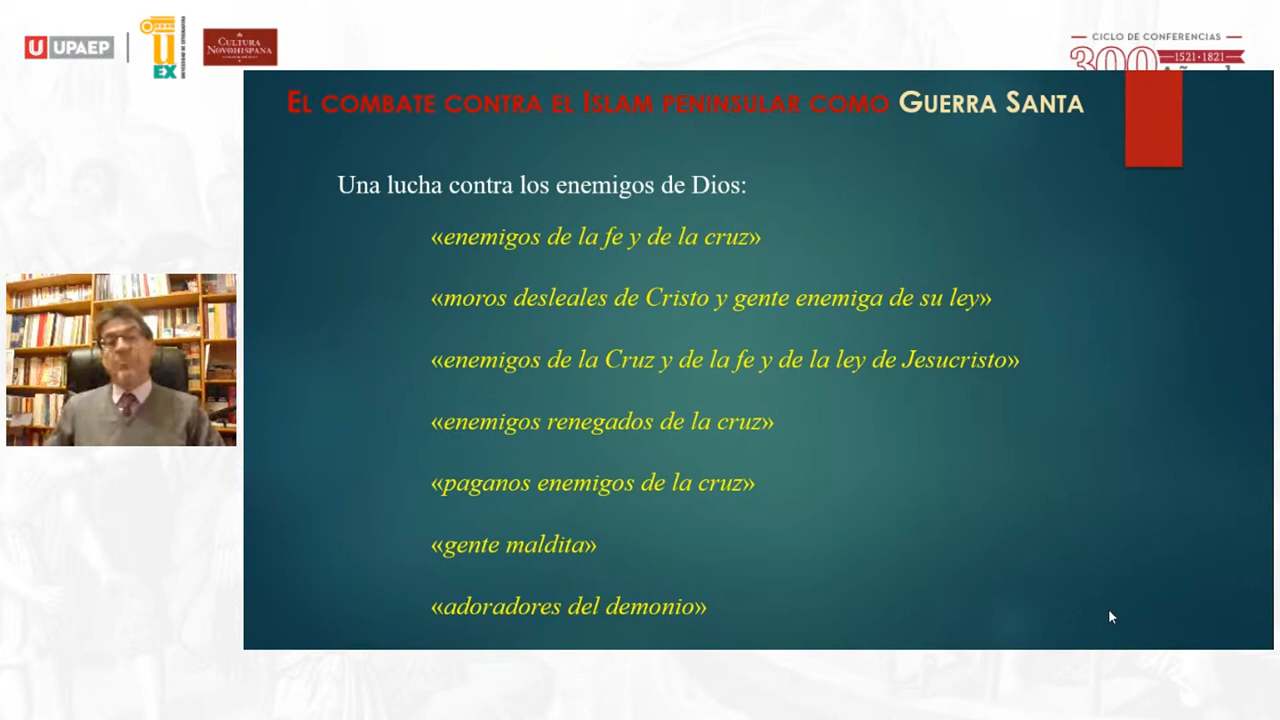 UPAEP
UEX
CULTURA
NOVOHISPANA
CICLO DE CONFERENCIAS
300
1521·1821
EL COMBATE CONTRA EL ISLAM PENINSULAR COMO GUERRA SANTA
Una lucha contra los enemigos de Dios:
«enemigos de la fe y de la cruz»
«moros desleales de Cristo y gente enemiga de su ley»
«enemigos de la Cruz y de la fe y de la ley de Jesucristo»
«enemigos renegados de la cruz»
«paganos enemigos de la cruz»
«gente maldita»
«adoradores del demonio»